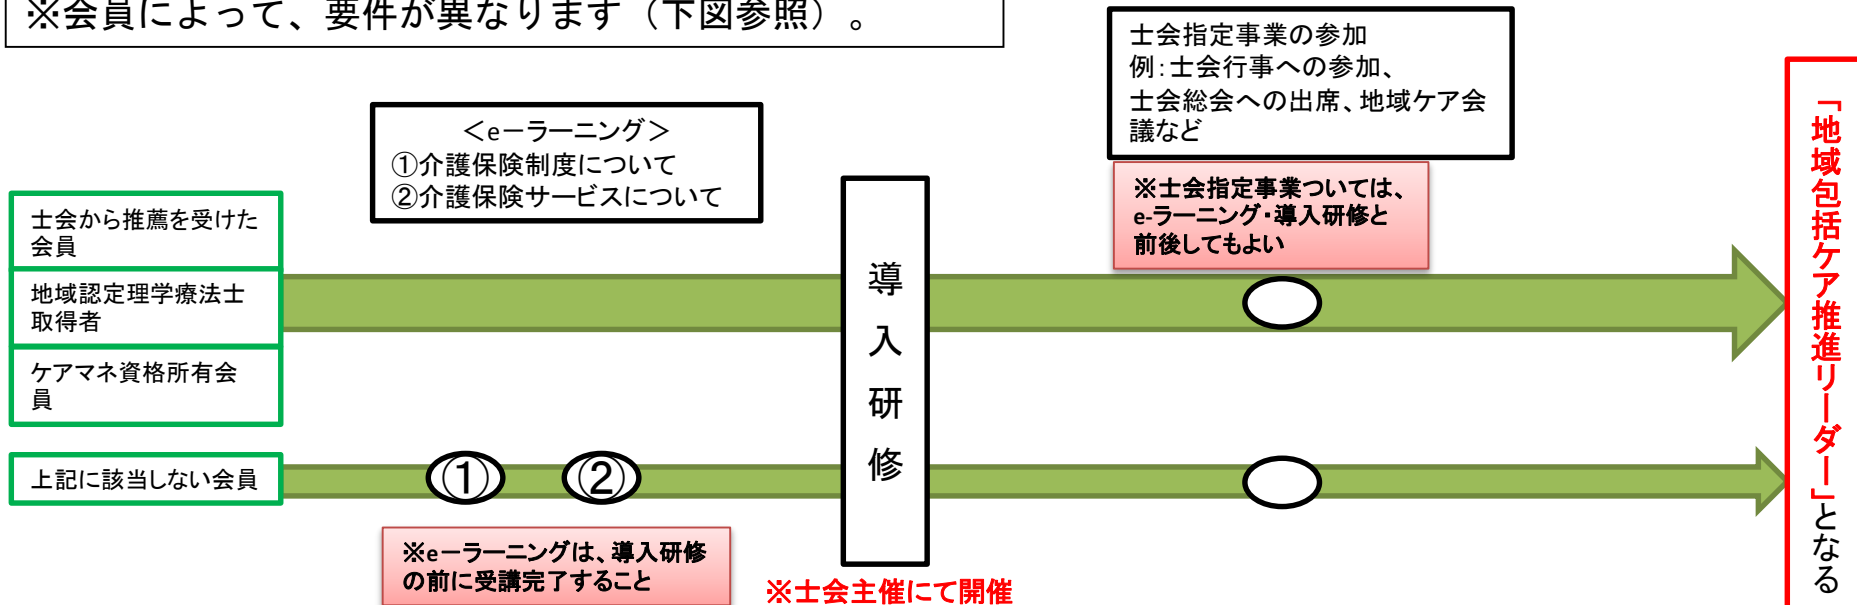 ※会員によって、要件が異なります（下図参照）。
士会指定事業の参加
例：士会行事への参加、
士会総会への出席、地域ケア会
議など
＜e－ラーニング＞
①介護保険制度について
②介護保険サービスについて
※士会指定事業ついては、
e-ラーニング・導入研修と
前後してもよい
士会から推薦を受けた
会員
地域認定理学療法士
取得者
ケアマネ資格所有会
員
上記に該当しない会員
①
②
導入研修
※e－ラーニングは、導入研修
の前に受講完了すること
※士会主催にて開催
「地域包括ケア推進リーダー」となる